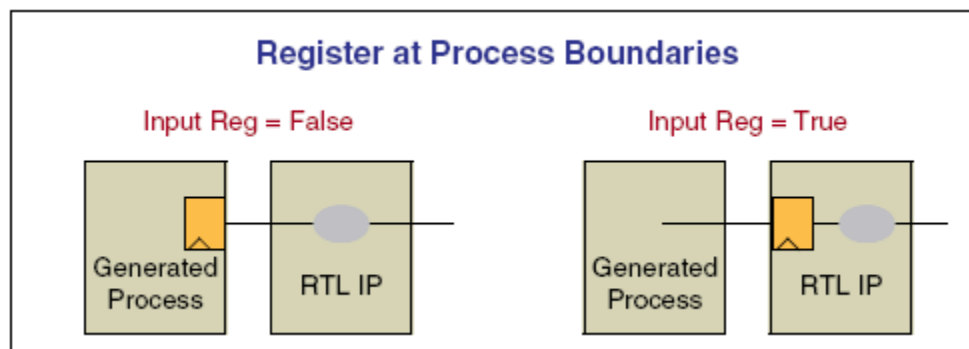 Register at Process Boundaries
Input Reg = False
Input Reg = True
Generated
Process
RTL IP
Generated
Process
RTL IP